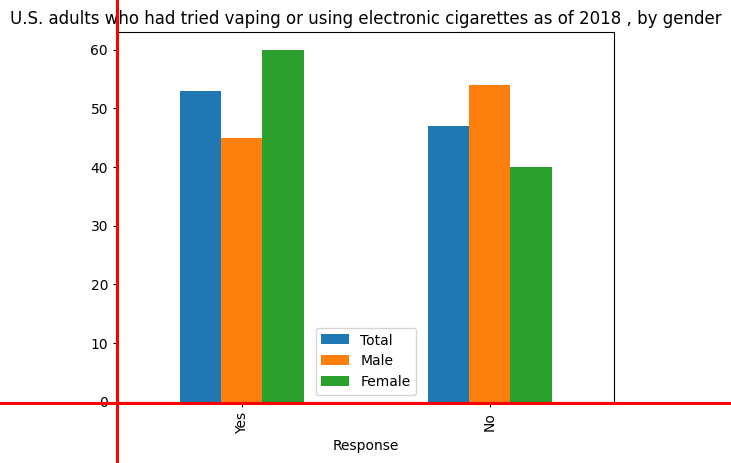 U.S. adults who had tried vaping or using electronic cigarettes as of 2018 , by gender
60
50
40
30
20
10
0
Total
Male
Female
Yes
No
Response